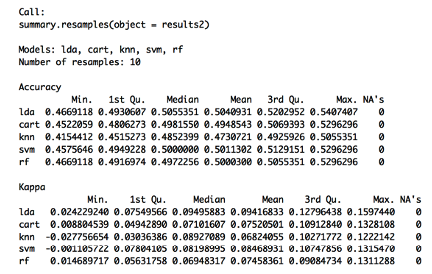 Call:
summary.resamples(object = results2)
Models: lda, cart, knn, svm, rf
Number of resamples: 10
Accuracy
Min. 1st Qu. Median Mean 3rd Qu. Max. NA's
lda 0.4669118 0.4930607 0.5055351 0.5040931 0.5202952 0.5407407 0
cart 0.4522059 0.4806273 0.4981550 0.4948543 0.5069393 0.5296296 0
knn 0.4154412 0.4515273 0.4852399 0.4730721 0.4925926 0.5055351 0
svm 0.4575646 0.4949228 0.5000000 0.5011302 0.5129151 0.5296296 0
rf 0.4669118 0.4916974 0.4972256 0.5000300 0.5055351 0.5296296 0
Kappa
Min. 1st Qu. Median Mean 3rd Qu. Max. NA's
lda 0.024229240 0.07549566 0.09495883 0.09416833 0.12796438 0.1597440 0
cart 0.008804539 0.04942890 0.07101607 0.07520501 0.10912840 0.1328108 0
knn -0.027756654 0.03036386 0.08927089 0.06824055 0.10271772 0.1222142 0
svm -0.001105722 0.07804105 0.08198995 0.08468931 0.10747856 0.1315470 0
rf 0.014689717 0.05631758 0.06948317 0.07458361 0.09084734 0.1311288 0